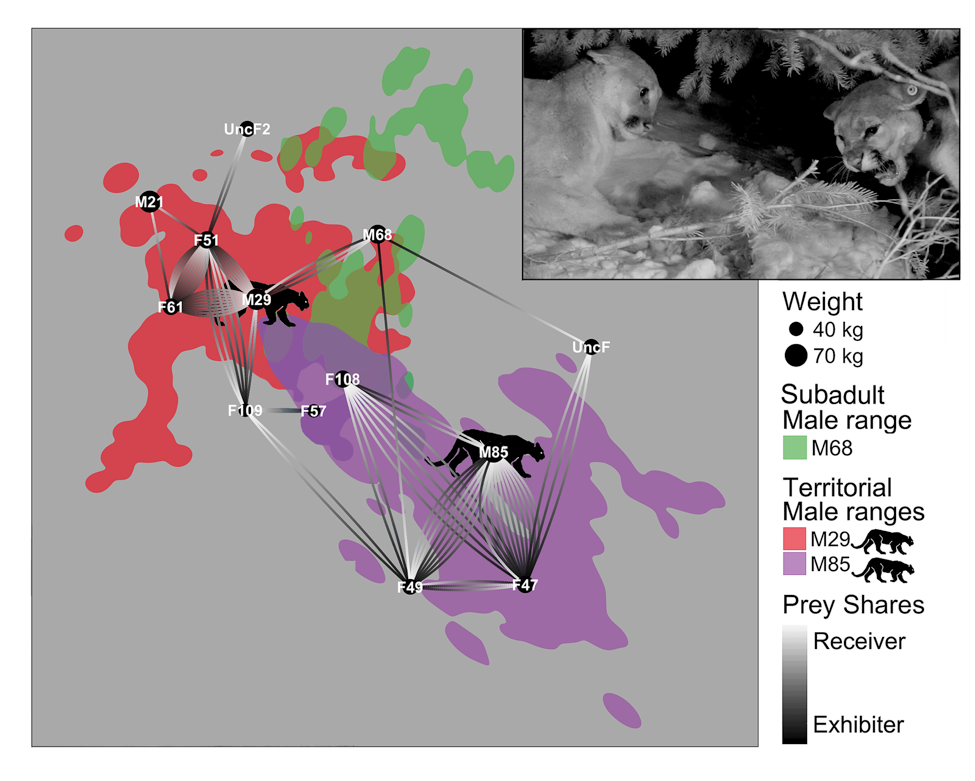 UncF2
M21
F51
M68
F61
M29
UncF
F108
F109
F57
M85
F49
F47
Weight
40 kg
70 kg
Subadult
Male range
M68
Territorial
Male ranges
M29
M85
Prey Shares
Receiver
Exhibiter